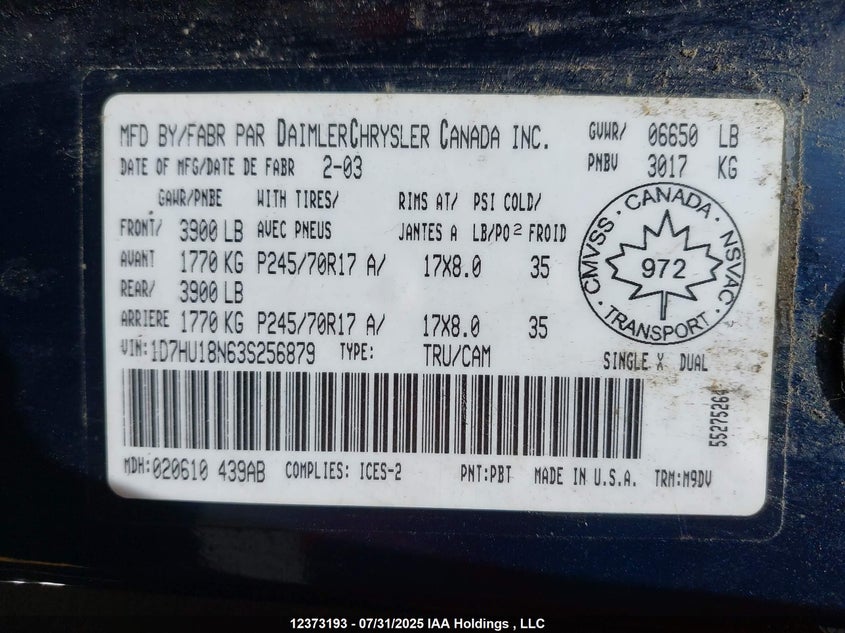 MFD BY/FABR PAR DAIMLERCHRYSLER CANADA INC. GVWR/ 06650 LB
DATE OF MFG/DATE DE FABR 2-03 PNBV 3017 KG
GAWR/PNBE WITH TIRES/ RIMS AT/ PSI COLD/
FRONT/ 3900 LB AVEC PNEUS JANTES A LB/PO² FROID
AVANT 1770 KG P245/70R17 A/ 17X8.0 35
REAR/ 3900 LB
ARRIERE 1770 KG P245/70R17 A/ 17X8.0 35
CMVSS · CANADA · NSVAC · TRANSPORT ·
972
VIN:1D7HU18N63S256879 TYPE: TRU/CAM SINGLE X DUAL
MDH:020610 439AB COMPLIES: ICES-2 PNT:PBT MADE IN U.S.A. TRM:M9DV
12373193 - 07/31/2025 IAA Holdings , LLC